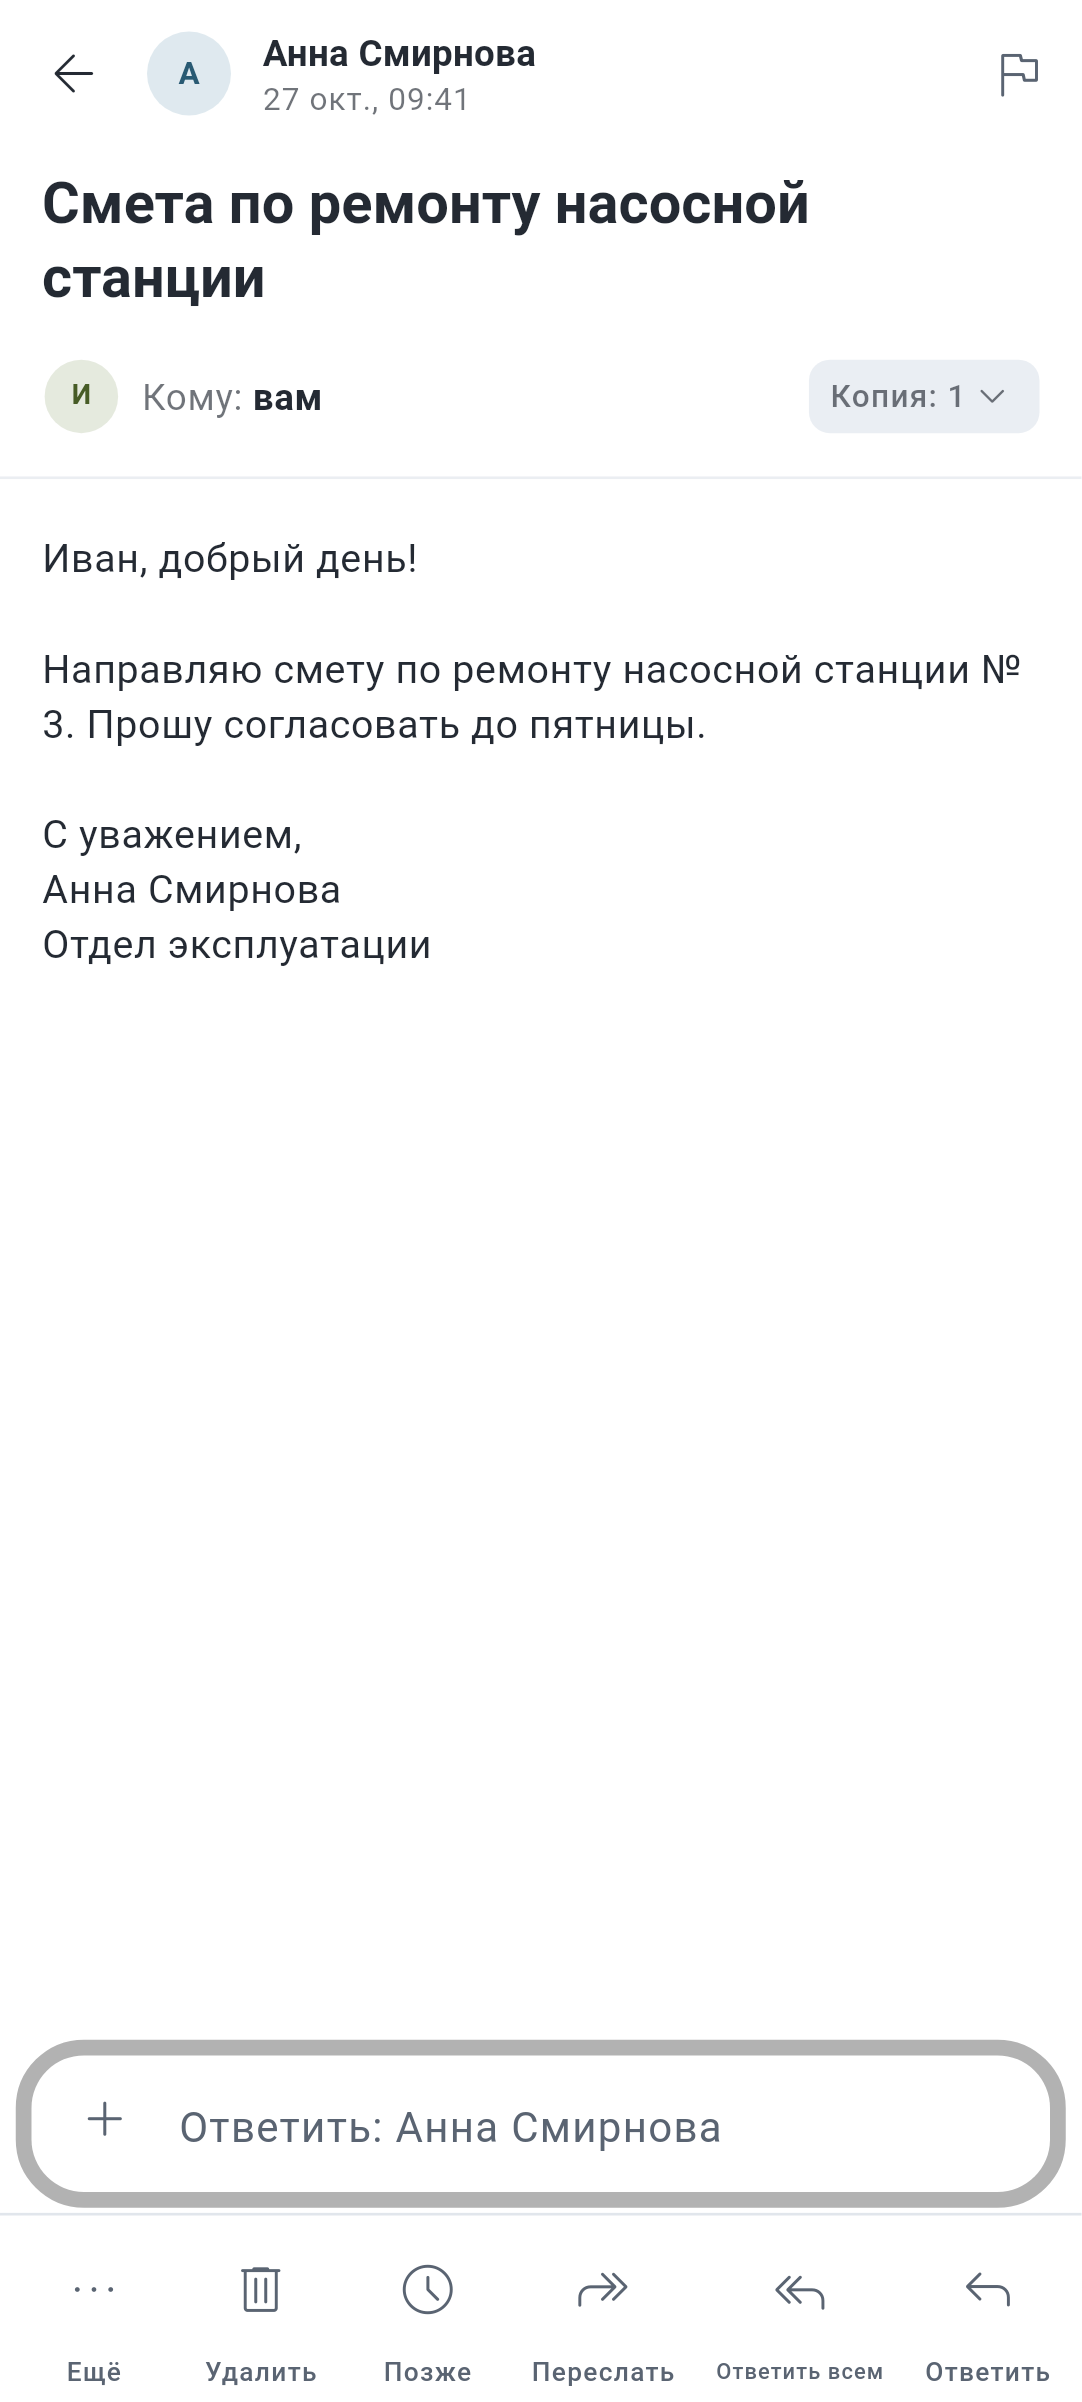 А
Анна Смирнова
27 окт., 09:41
Смета по ремонту насосной
станции
И
Кому: вам
Копия: 1
Иван, добрый день!
Направляю смету по ремонту насосной станции №
3. Прошу согласовать до пятницы.
С уважением,
Анна Смирнова
Отдел эксплуатации
Ответить: Анна Смирнова
Ещё
Удалить
Позже
Переслать
Ответить всем
Ответить